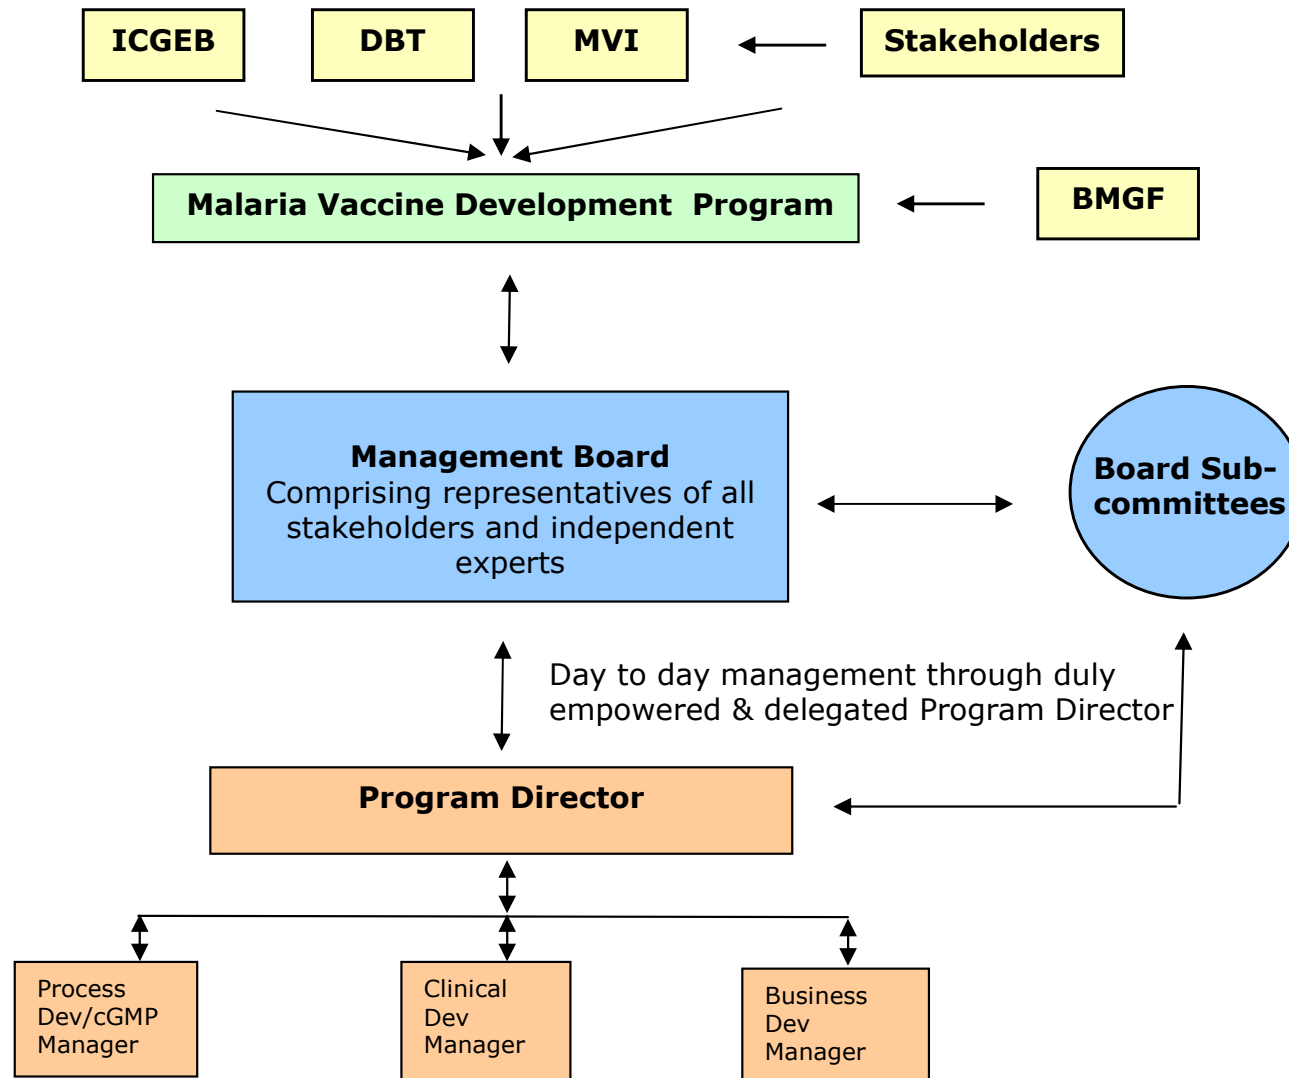 ICGEB
DBT
MVI
Stakeholders
Malaria Vaccine Development  Program
BMGF
Management Board
Comprising representatives of all
stakeholders and independent
experts
Board Sub-
committees
Day to day management through duly
empowered & delegated Program Director
Program Director
Process
Dev/cGMP
Manager
Clinical
Dev
Manager
Business
Dev
Manager